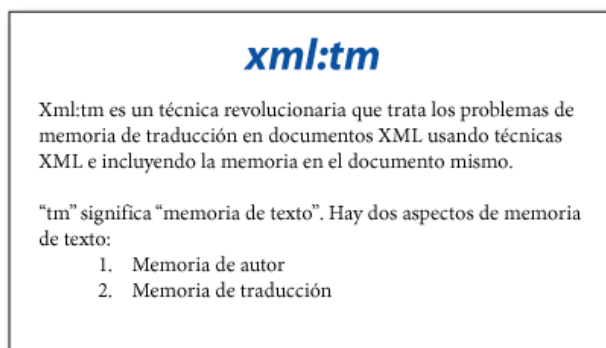 xml:tm
Xml:tm es un técnica revolucionaria que trata los problemas de
memoria de traducción en documentos XML usando técnicas
XML e incluyendo la memoria en el documento mismo.
“tm” significa “memoria de texto”. Hay dos aspectos de memoria
de texto:
1. Memoria de autor
2. Memoria de traducción